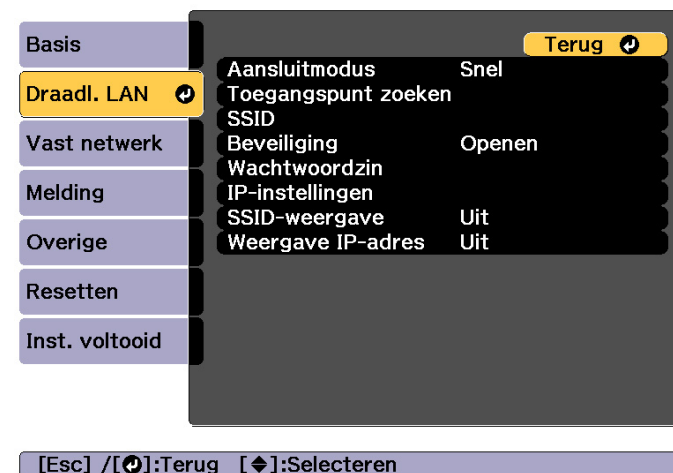 Basis
Draadl. LAN
Vast netwerk
Melding
Overige
Resetten
Inst. voltooid
Terug
Aansluitmodus Snel
Toegangspunt zoeken
SSID
Beveiliging Openen
Wachtwoordzin
IP-instellingen
SSID-weergave Uit
Weergave IP-adres Uit
[Esc] /[⏎]:Terug [◆]:Selecteren